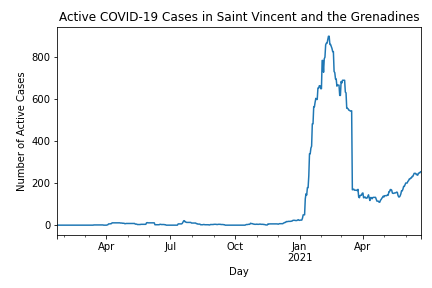 Active COVID-19 Cases in Saint Vincent and the Grenadines
Number of Active Cases
800
600
400
200
0
Apr
Jul
Oct
Jan
2021
Apr
Day